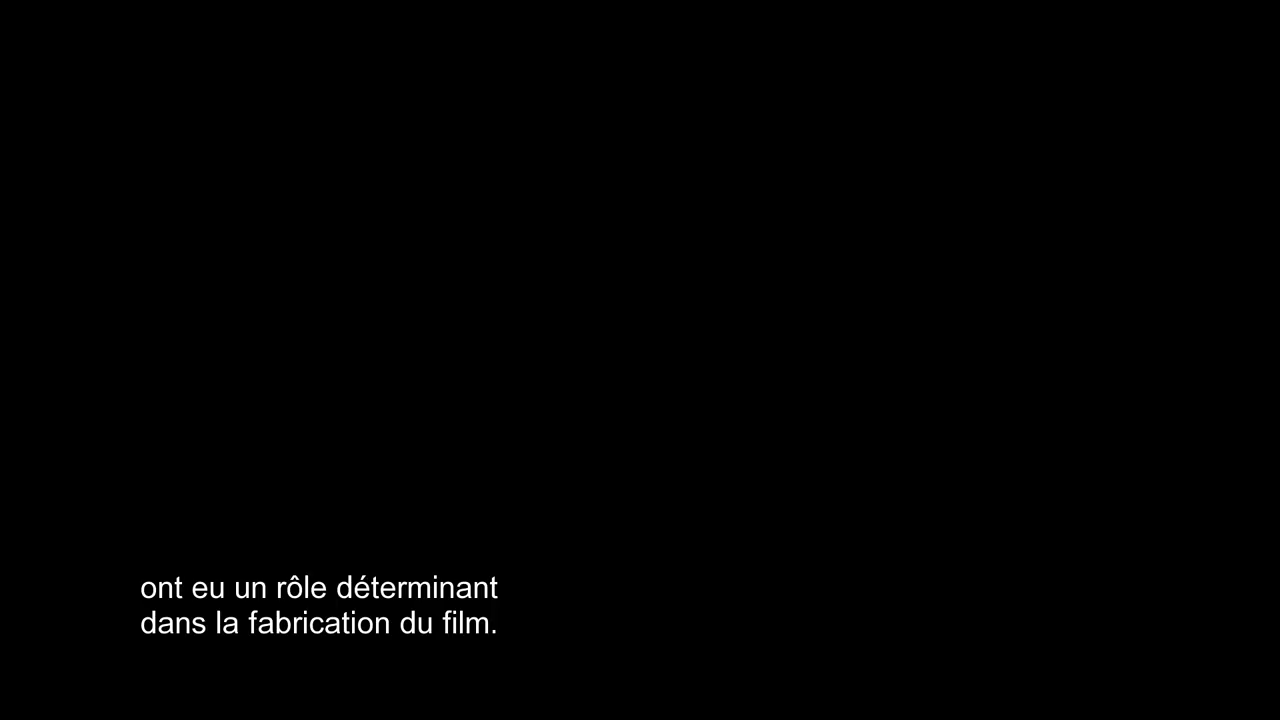 ont eu un rôle déterminant
dans la fabrication du film.